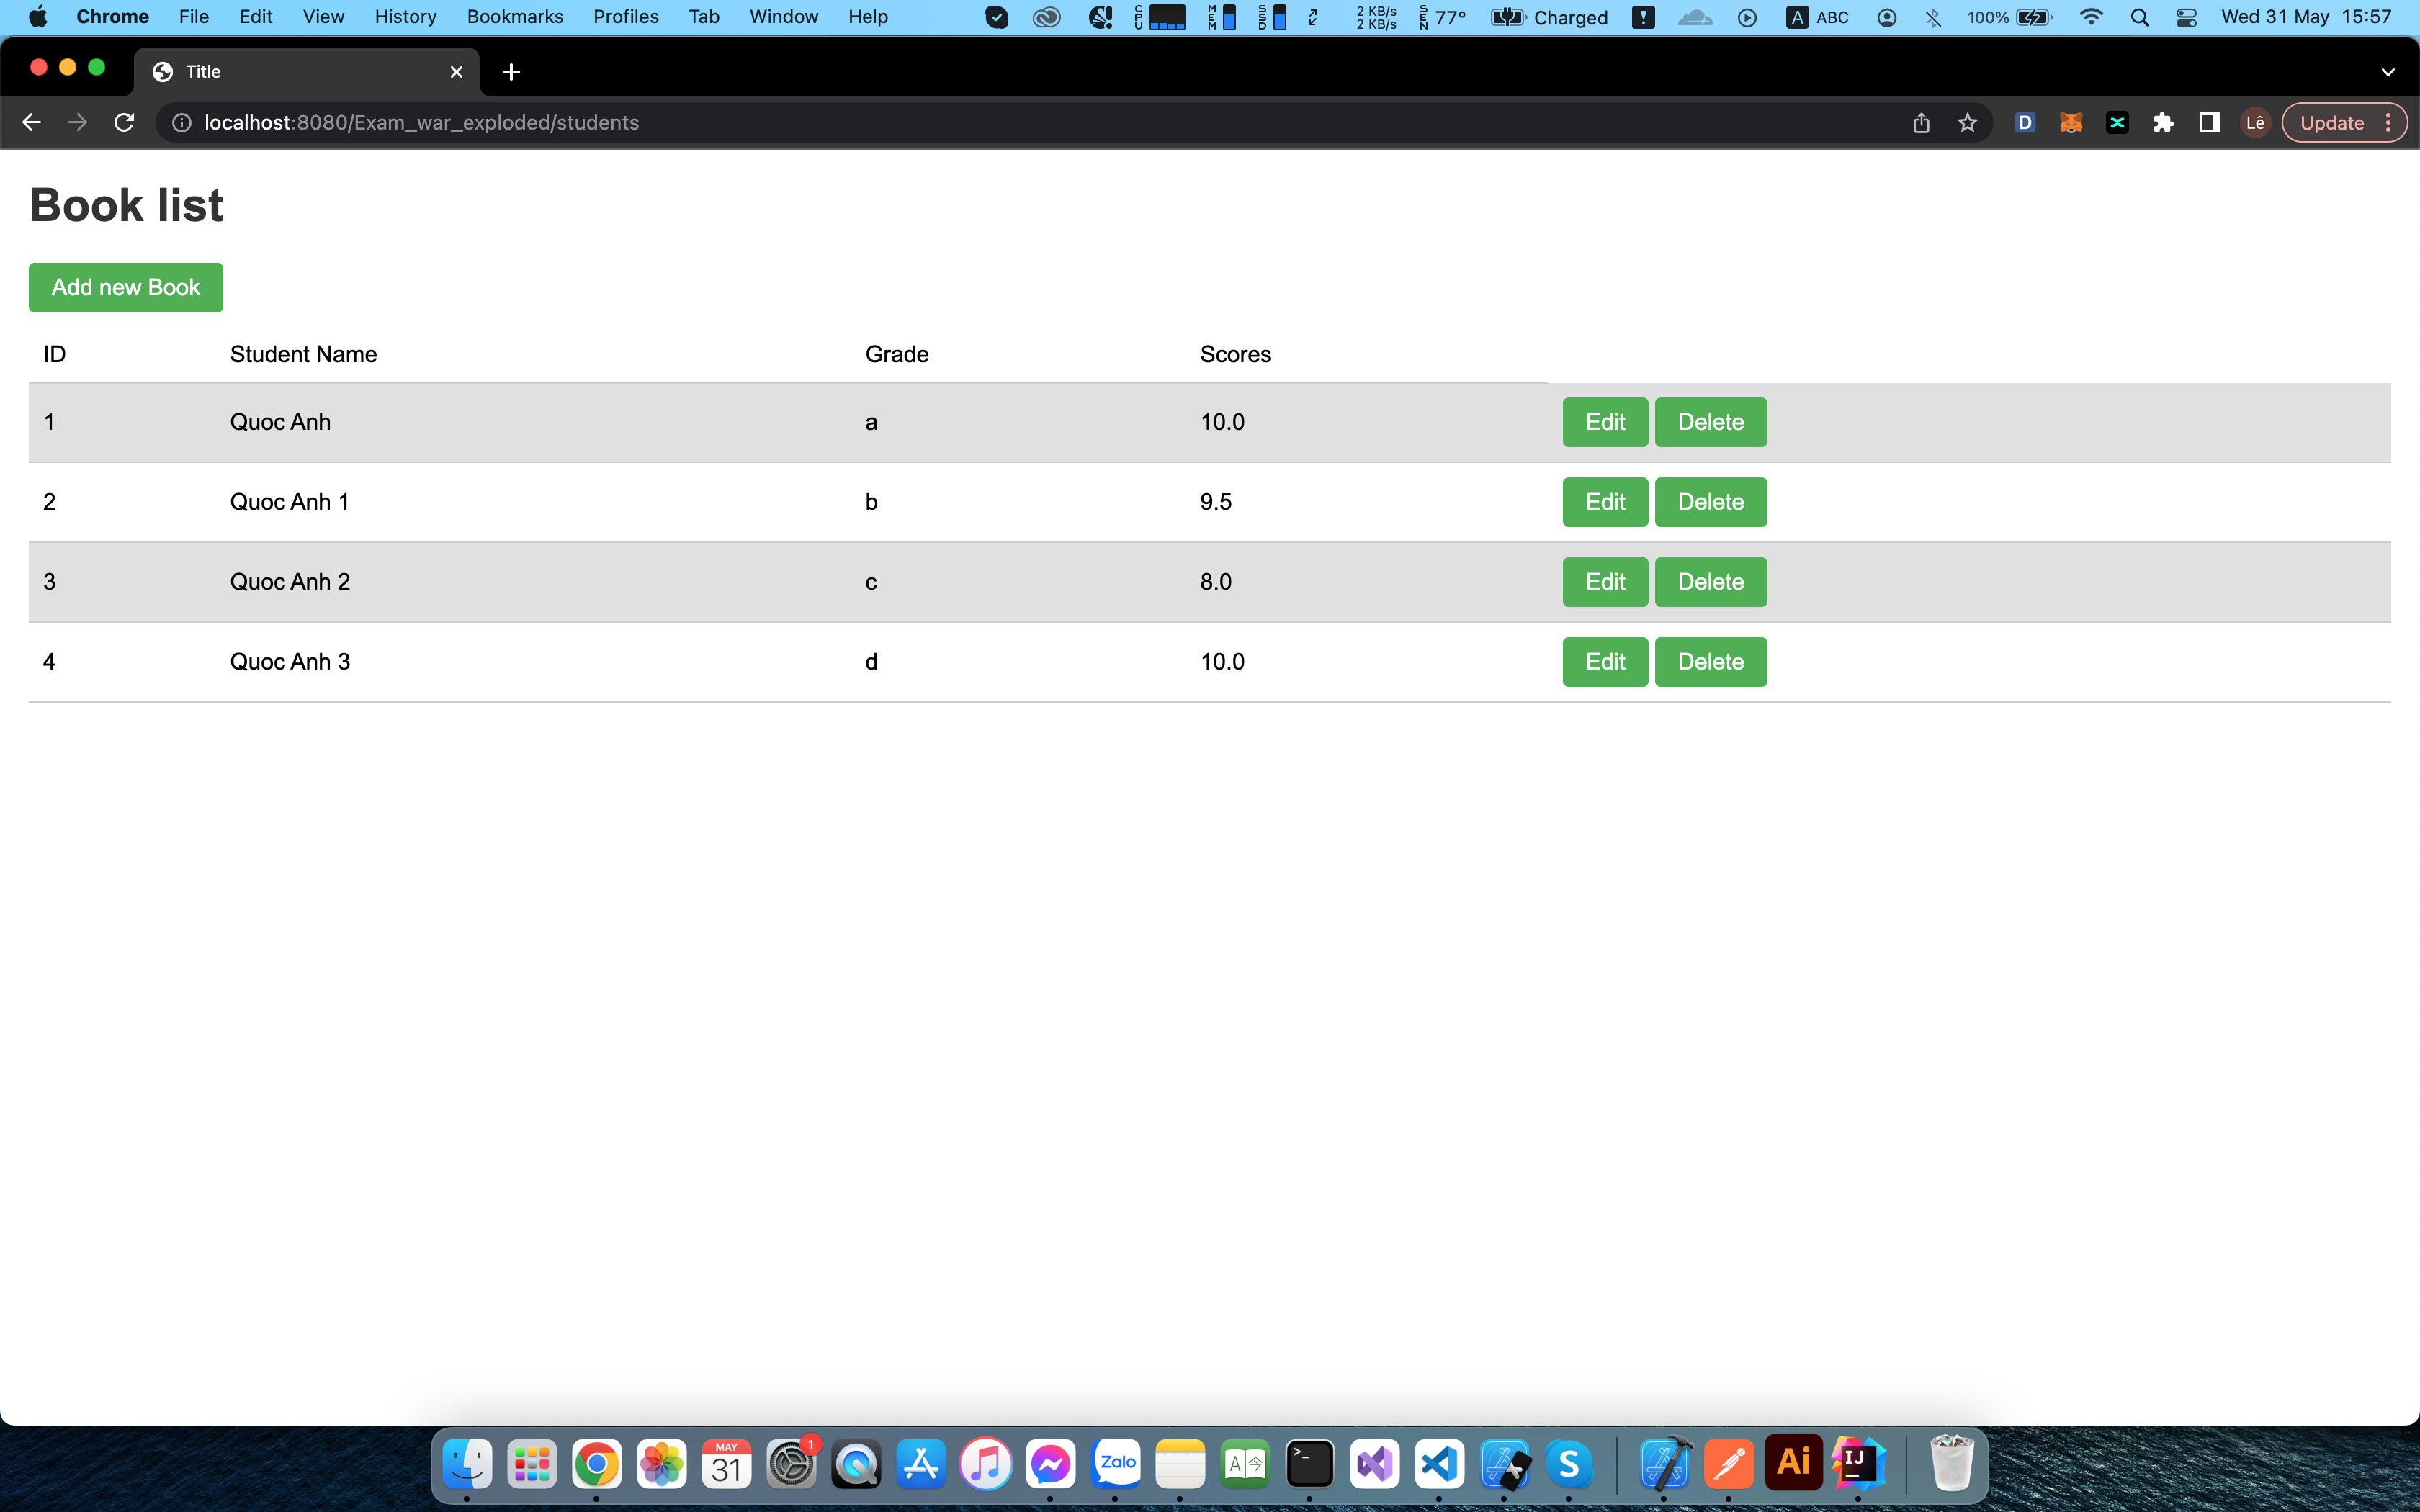 Chrome File Edit View History Bookmarks Profiles Tab Window Help CPU MEM SSD 2 KB/s 2 KB/s SEN 77° Charged A ABC 100% Wed 31 May 15:57
Title
localhost:8080/Exam_war_exploded/students D Lê Update
Book list
Add new Book
ID Student Name Grade Scores
1 Quoc Anh a 10.0 Edit Delete
2 Quoc Anh 1 b 9.5 Edit Delete
3 Quoc Anh 2 c 8.0 Edit Delete
4 Quoc Anh 3 d 10.0 Edit Delete
MAY 1
31 Zalo A S Ai IJ